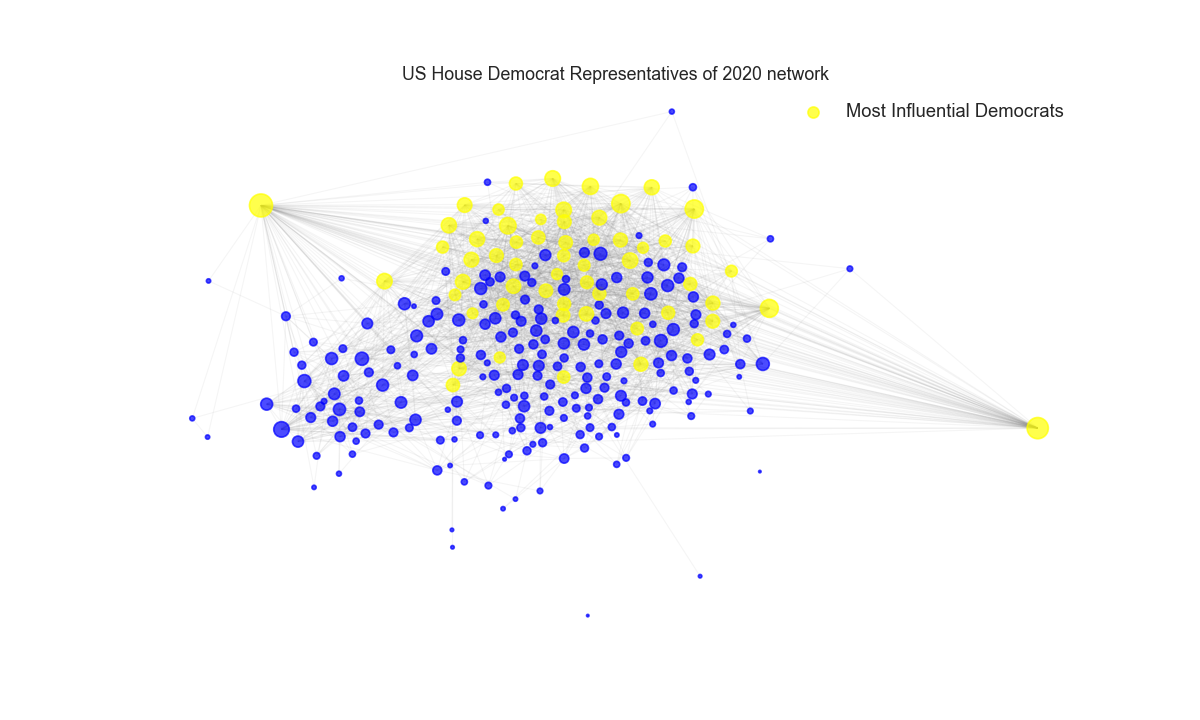 US House Democrat Representatives of 2020 network
Most Influential Democrats